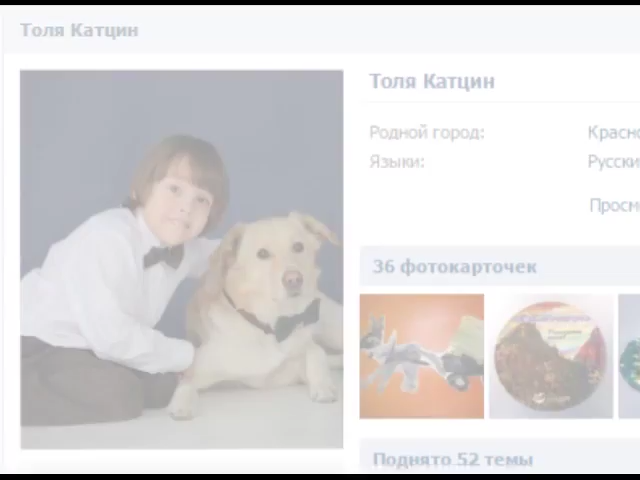 Толя Катцин
Толя Катцин
Родной город:
Языки:
36 фотокарточек
Поднято 52 темы